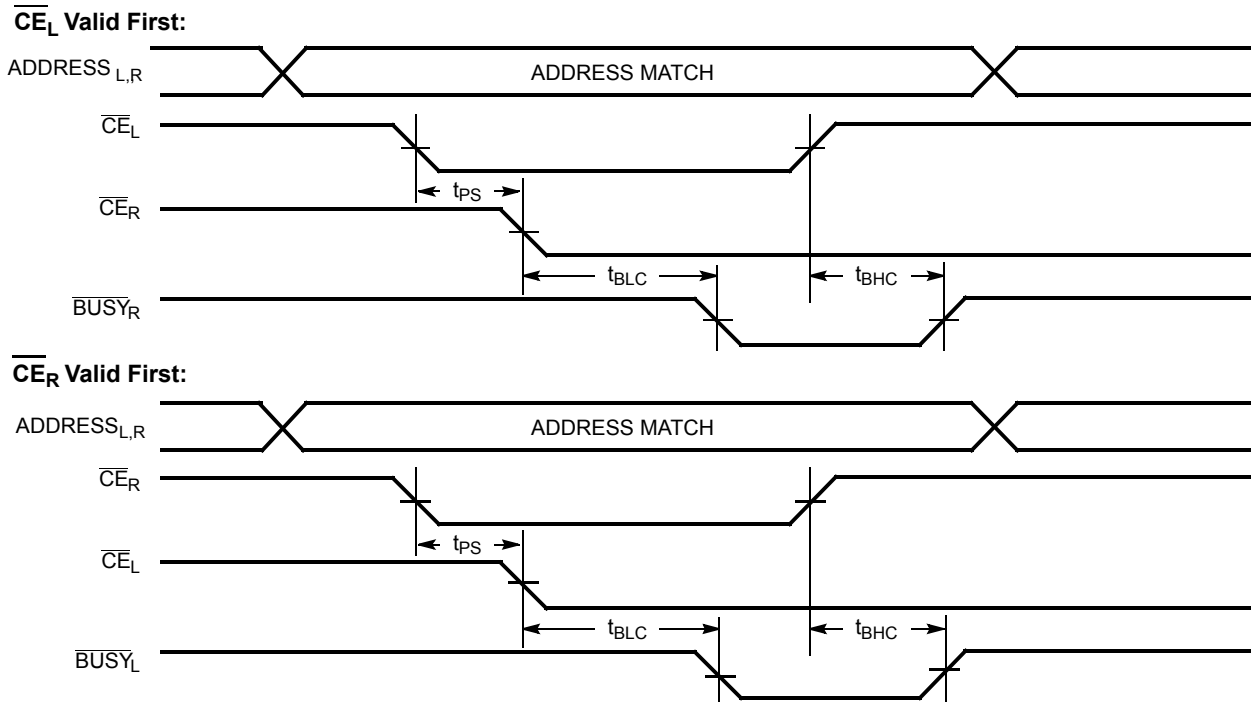 CE_L Valid First:
ADDRESS L,R
ADDRESS MATCH
CE_L
t_PS
CE_R
t_BLC
t_BHC
BUSY_R
CE_R Valid First:
ADDRESS_L,R
ADDRESS MATCH
CE_R
t_PS
CE_L
t_BLC
t_BHC
BUSY_L